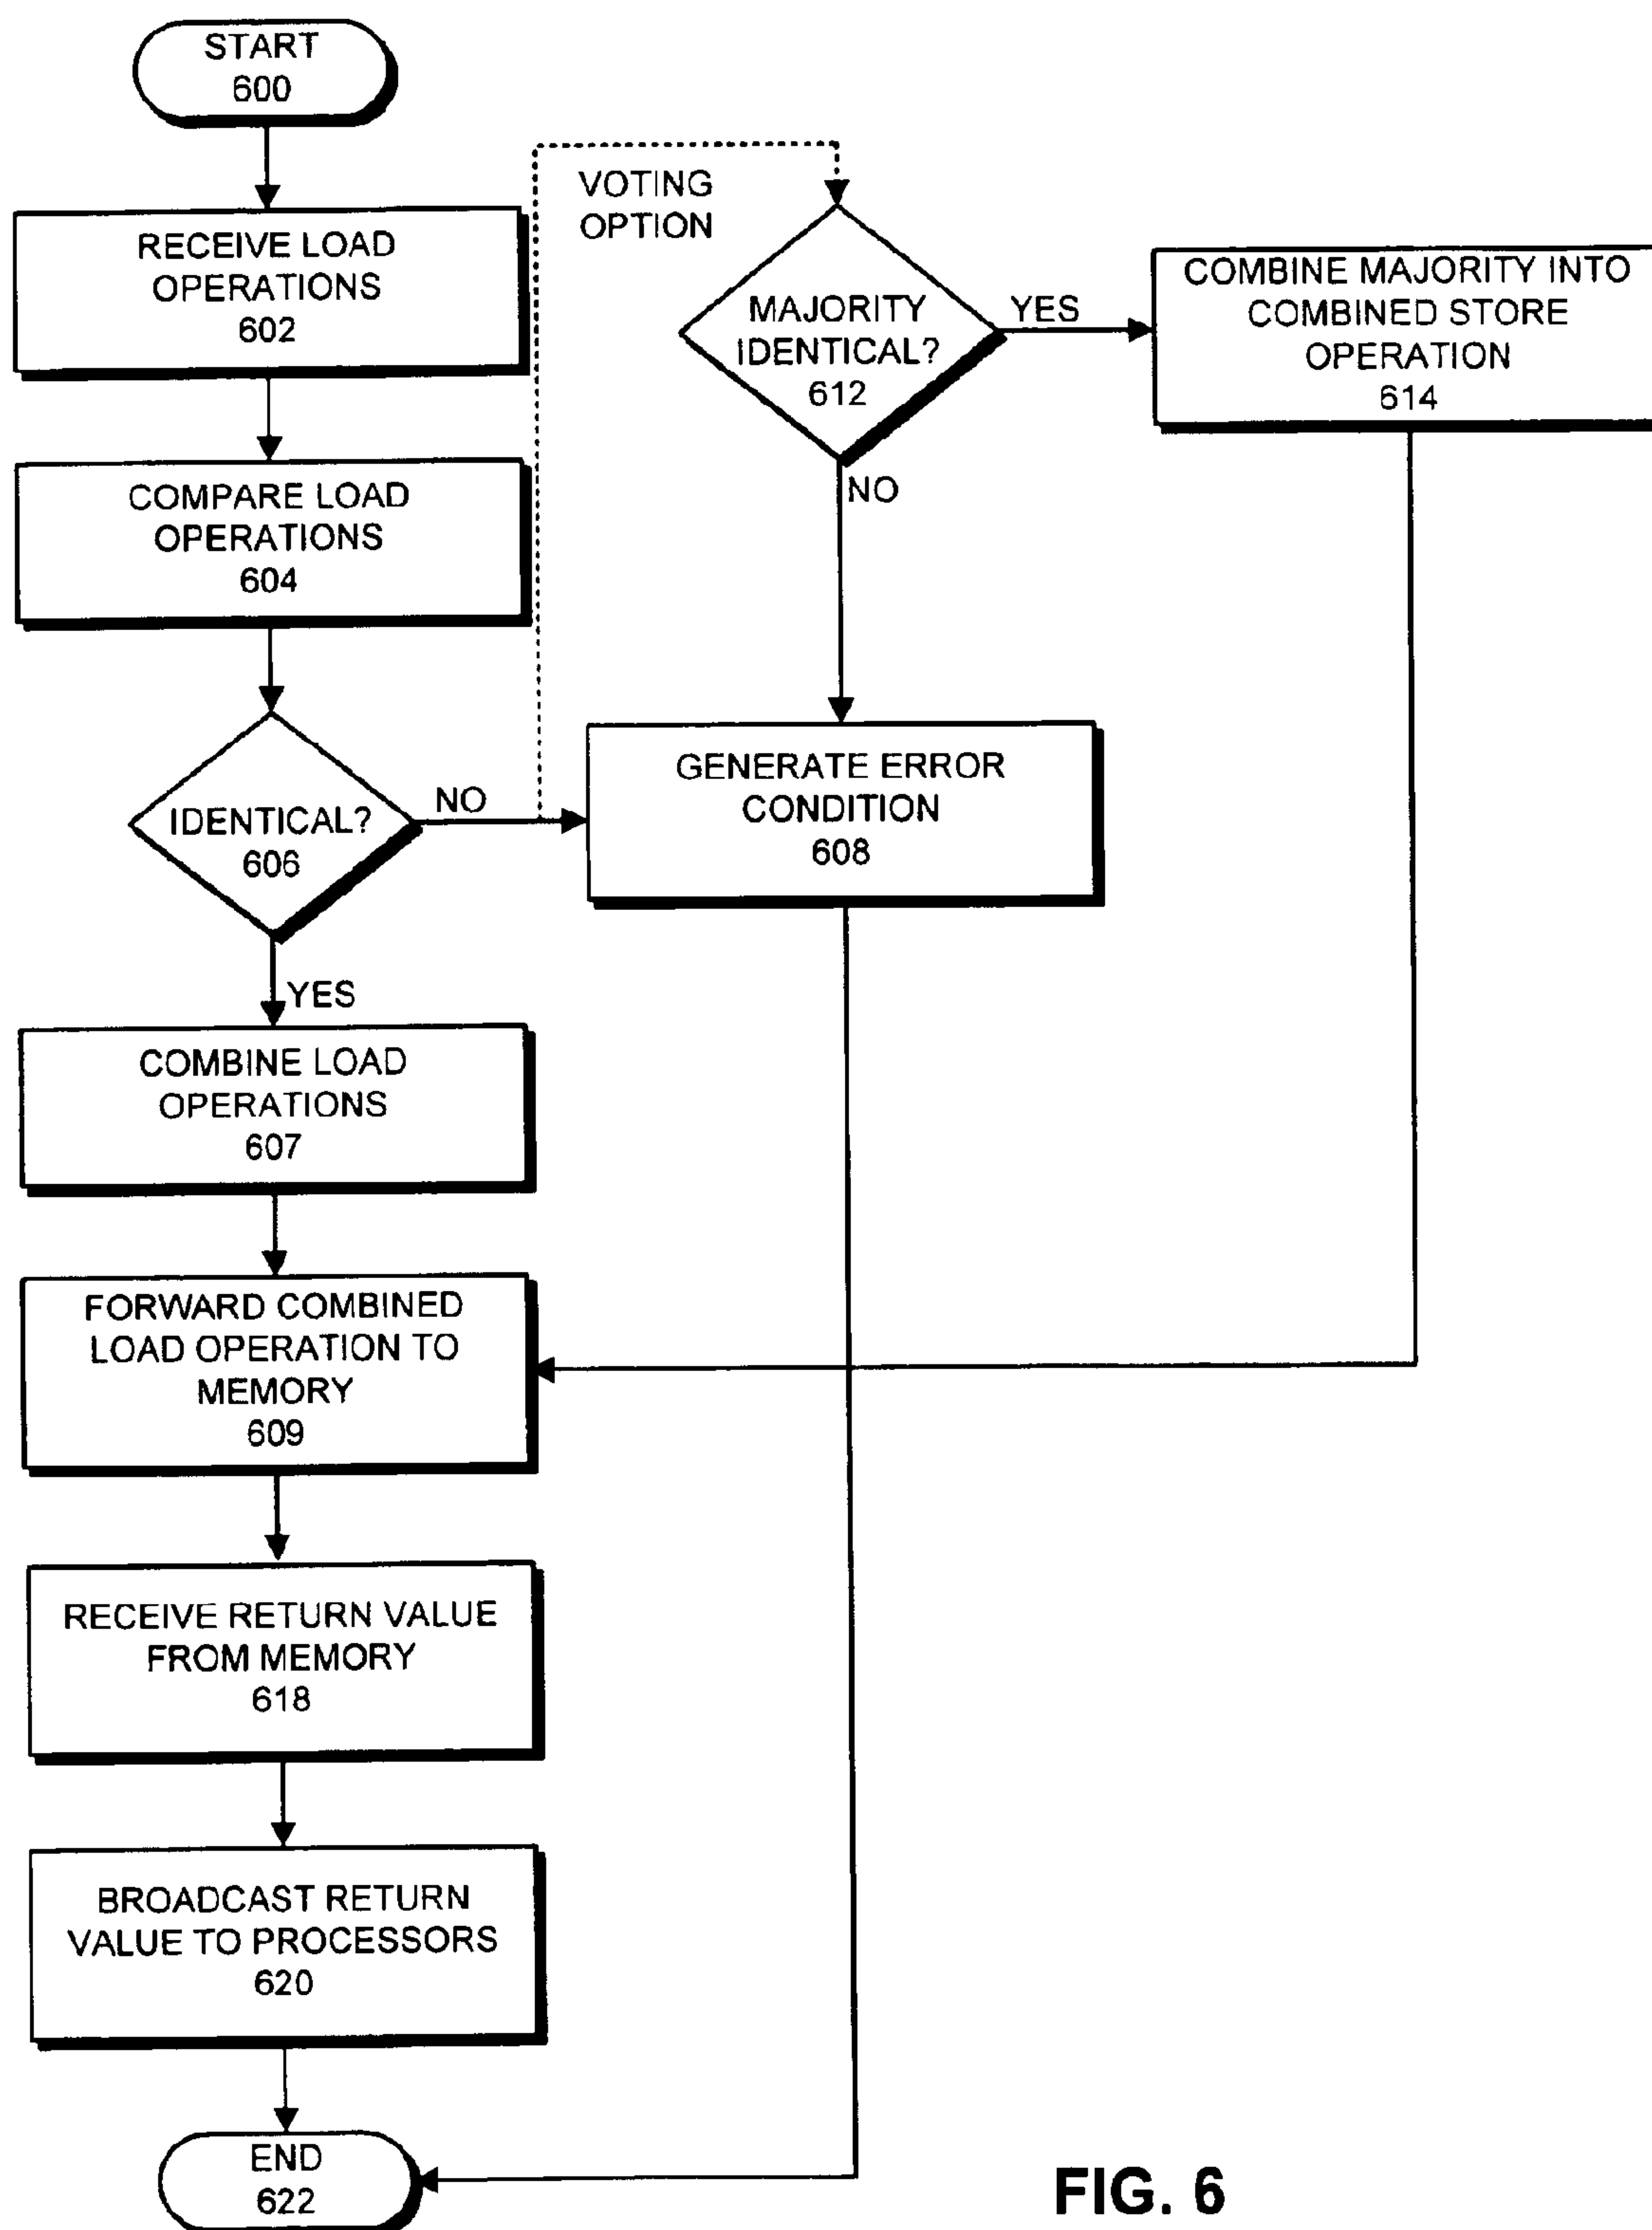 START
600
RECEIVE LOAD
OPERATIONS
602
COMPARE LOAD
OPERATIONS
604
IDENTICAL?
606
NO
YES
VOTING
OPTION
MAJORITY
IDENTICAL?
612
YES
NO
COMBINE MAJORITY INTO
COMBINED STORE
OPERATION
614
GENERATE ERROR
CONDITION
608
COMBINE LOAD
OPERATIONS
607
FORWARD COMBINED
LOAD OPERATION TO
MEMORY
609
RECEIVE RETURN VALUE
FROM MEMORY
618
BROADCAST RETURN
VALUE TO PROCESSORS
620
END
622
FIG. 6